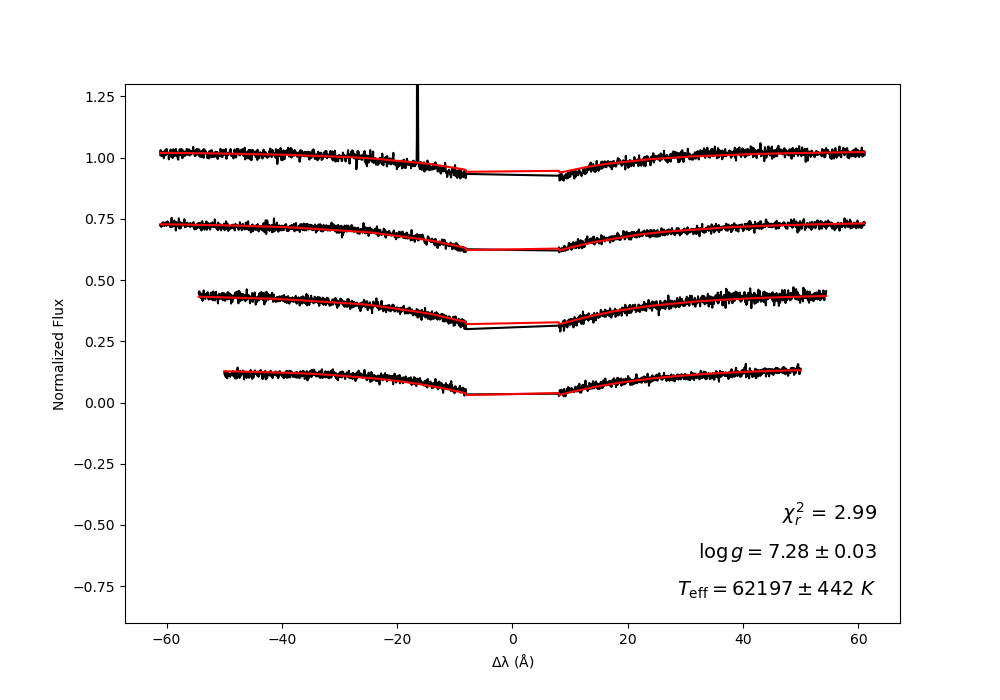 1.25
1.00
0.75
0.50
0.25
0.00
−0.25
−0.50
−0.75
Normalized Flux
χ²ᵣ = 2.99
log g = 7.28 ± 0.03
T_eff = 62197 ± 442 K
−60 −40 −20 0 20 40 60
Δλ (Å)